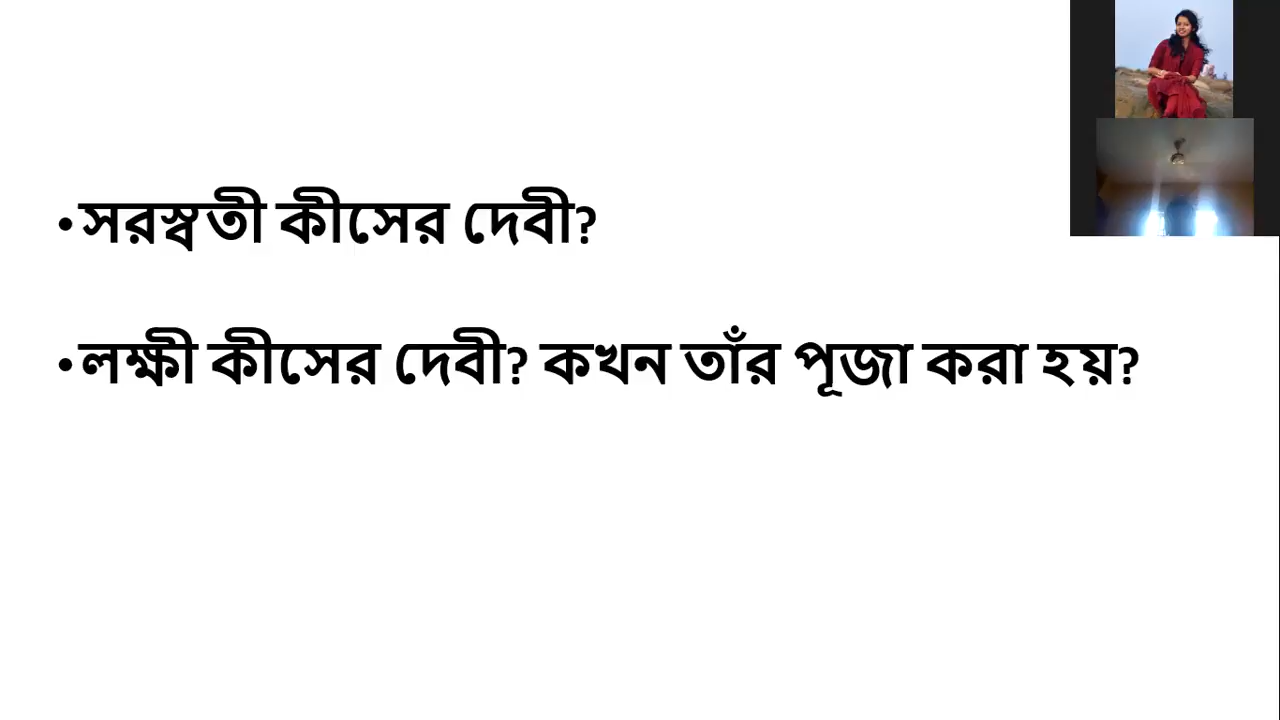 • সরস্বতী কীসের দেবী?
• লক্ষী কীসের দেবী? কখন তাঁর পূজা করা হয়?